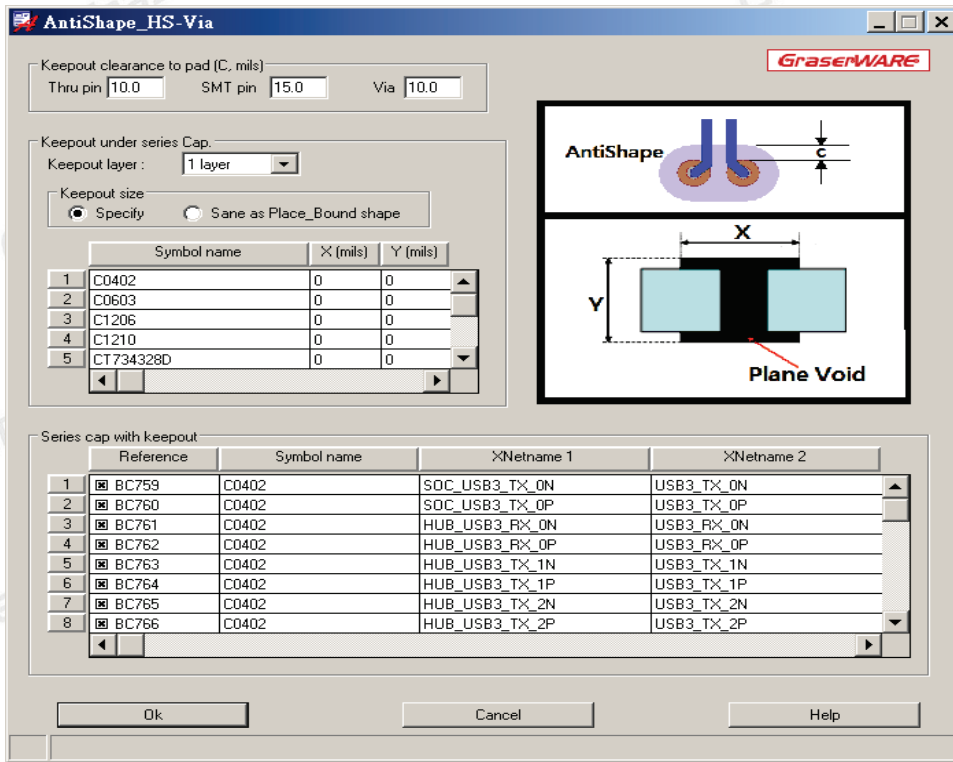 AntiShape_HS-Via
GraserWARE
Keepout clearance to pad (C, mils)
Thru pin 10.0 SMT pin 15.0 Via 10.0
Keepout under series Cap.
Keepout layer : 1 layer
Keepout size
Specify Sane as Place_Bound shape
Symbol name X (mils) Y (mils)
1 C0402 0 0
2 C0603 0 0
3 C1206 0 0
4 C1210 0 0
5 CT734328D 0 0
AntiShape c
X
Y
Plane Void
Series cap with keepout
Reference Symbol name XNetname 1 XNetname 2
1 BC759 C0402 SOC_USB3_TX_0N USB3_TX_0N
2 BC760 C0402 SOC_USB3_TX_0P USB3_TX_0P
3 BC761 C0402 HUB_USB3_RX_0N USB3_RX_0N
4 BC762 C0402 HUB_USB3_RX_0P USB3_RX_0P
5 BC763 C0402 HUB_USB3_TX_1N USB3_TX_1N
6 BC764 C0402 HUB_USB3_TX_1P USB3_TX_1P
7 BC765 C0402 HUB_USB3_TX_2N USB3_TX_2N
8 BC766 C0402 HUB_USB3_TX_2P USB3_TX_2P
Ok Cancel Help